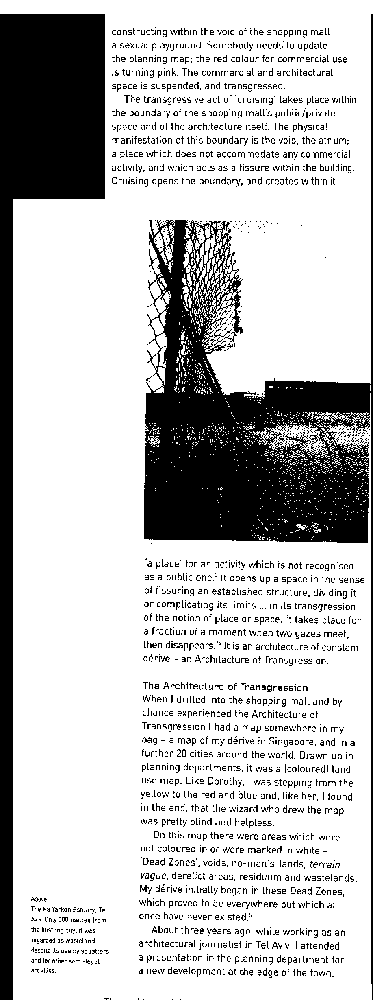 constructing within the void of the shopping mall
a sexual playground. Somebody needs to update
the planning map; the red colour for commercial use
is turning pink. The commercial and architectural
space is suspended, and transgressed.
The transgressive act of 'cruising' takes place within
the boundary of the shopping mall's public/private
space and of the architecture itself. The physical
manifestation of this boundary is the void, the atrium;
a place which does not accommodate any commercial
activity, and which acts as a fissure within the building.
Cruising opens the boundary, and creates within it
'a place' for an activity which is not recognised
as a public one.³ It opens up a space in the sense
of fissuring an established structure, dividing it
or complicating its limits ... in its transgression
of the notion of place or space. It takes place for
a fraction of a moment when two gazes meet,
then disappears.'⁴ It is an architecture of constant
dérive – an Architecture of Transgression.
The Architecture of Transgression
When I drifted into the shopping mall and by
chance experienced the Architecture of
Transgression I had a map somewhere in my
bag – a map of my dérive in Singapore, and in a
further 20 cities around the world. Drawn up in
planning departments, it was a (coloured) land-
use map. Like Dorothy, I was stepping from the
yellow to the red and blue and, like her, I found
in the end, that the wizard who drew the map
was pretty blind and helpless.
On this map there were areas which were
not coloured in or were marked in white –
'Dead Zones', voids, no-man's-lands, terrain
vague, derelict areas, residuum and wastelands.
My dérive initially began in these Dead Zones,
which proved to be everywhere but which at
once have never existed.⁵
About three years ago, while working as an
architectural journalist in Tel Aviv, I attended
a presentation in the planning department for
a new development at the edge of the town.
Above
The Ha'Yarkon Estuary, Tel
Aviv. Only 500 metres from
the bustling city, it was
regarded as wasteland
despite its use by squatters
and for other semi-legal
activities.